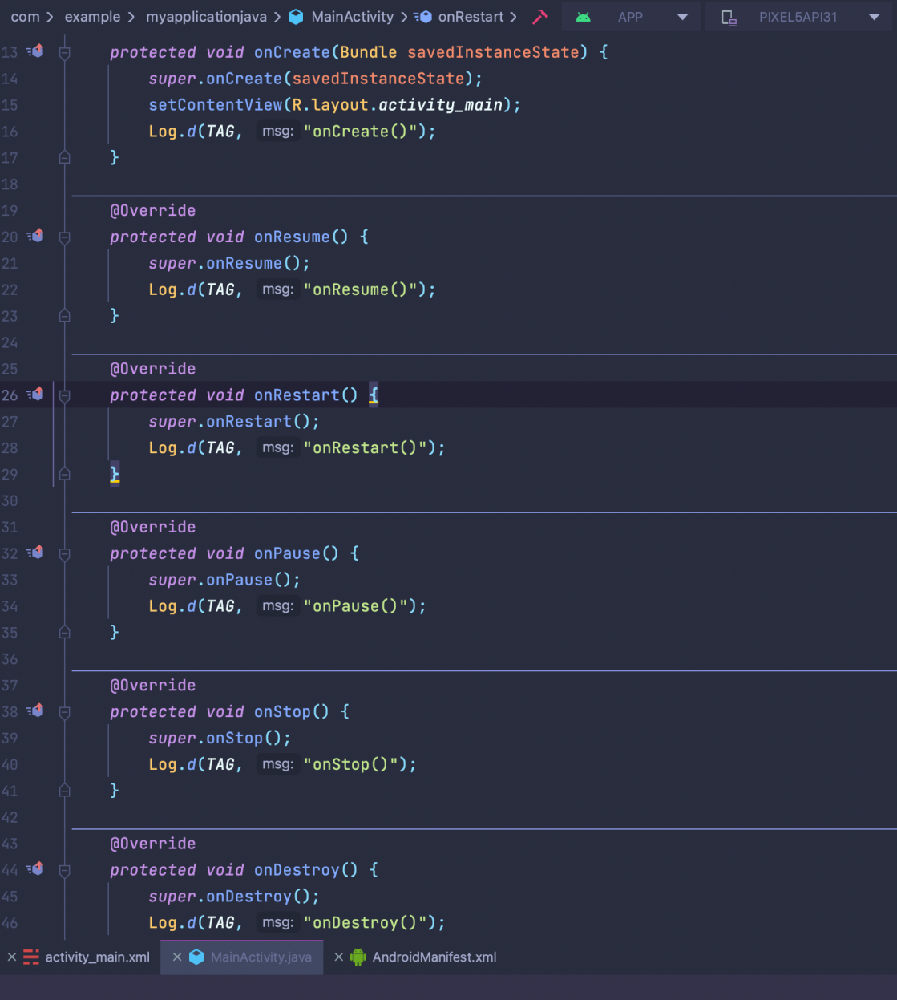 com > example > myapplicationjava > MainActivity > onRestart > APP PIXEL5API31
13 protected void onCreate(Bundle savedInstanceState) {
14 super.onCreate(savedInstanceState);
15 setContentView(R.layout.activity_main);
16 Log.d(TAG, msg: "onCreate()");
17 }
18
19 @Override
20 protected void onResume() {
21 super.onResume();
22 Log.d(TAG, msg: "onResume()");
23 }
24
25 @Override
26 protected void onRestart() {
27 super.onRestart();
28 Log.d(TAG, msg: "onRestart()");
29 }
30
31 @Override
32 protected void onPause() {
33 super.onPause();
34 Log.d(TAG, msg: "onPause()");
35 }
36
37 @Override
38 protected void onStop() {
39 super.onStop();
40 Log.d(TAG, msg: "onStop()");
41 }
42
43 @Override
44 protected void onDestroy() {
45 super.onDestroy();
46 Log.d(TAG, msg: "onDestroy()");
activity_main.xml MainActivity.java AndroidManifest.xml